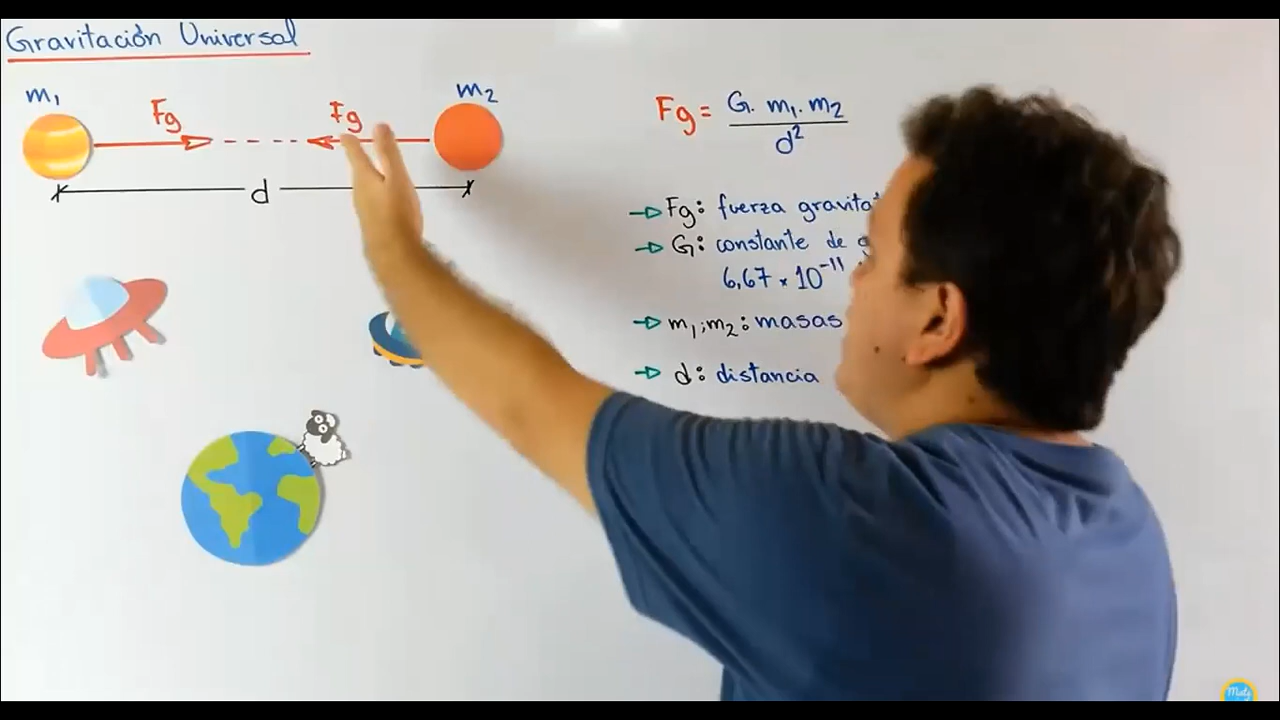 Gravitación Universal
m₁
Fg
Fg
m₂
d
Fg = G. m₁. m₂
d²
Fg: fuerza
G: constante de
6,67 × 10⁻¹¹
m₁; m₂: masas
d: distancia